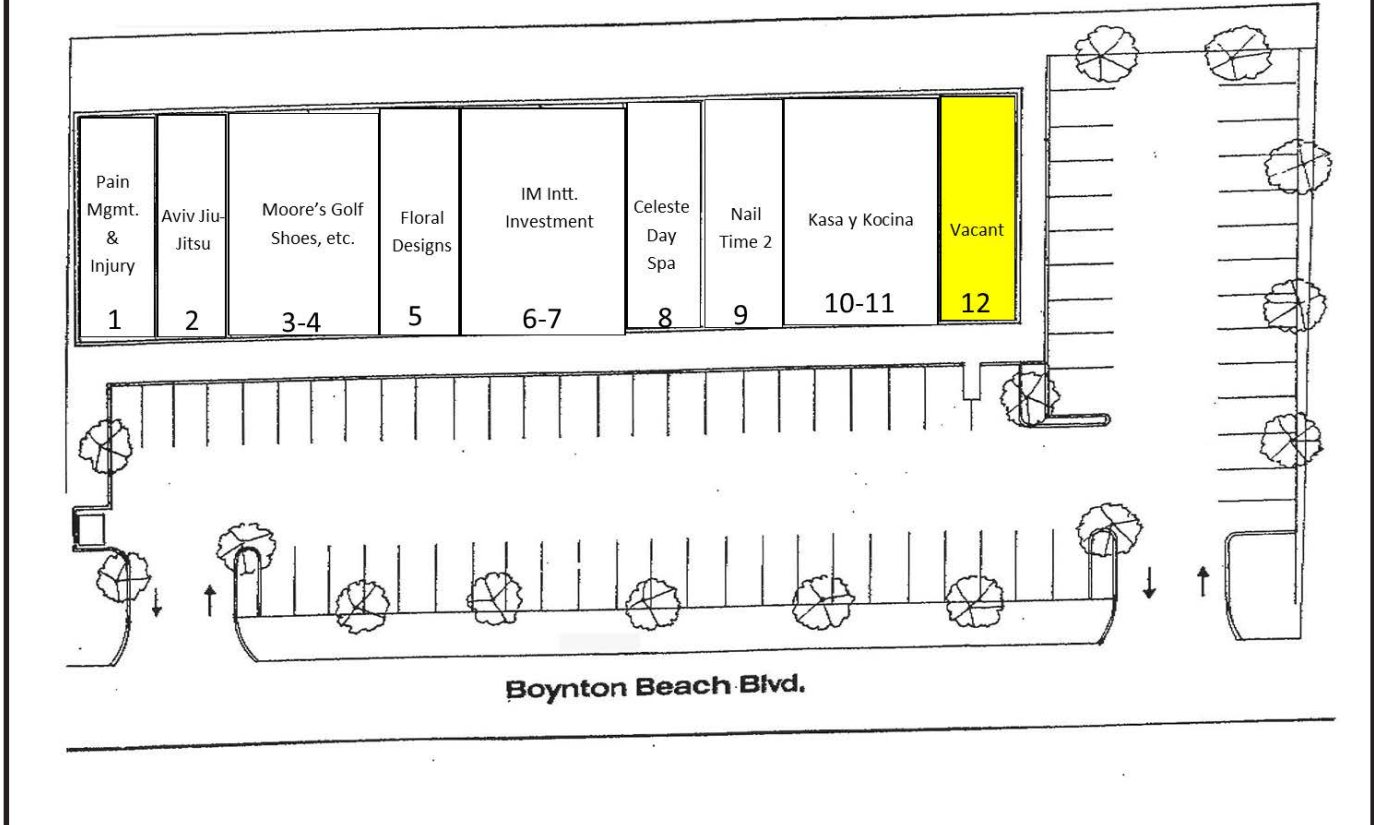 Pain
Mgmt.
&
Injury
1
Aviv Jiu-
Jitsu
2
Moore's Golf
Shoes, etc.
3-4
Floral
Designs
5
IM Intt.
Investment
6-7
Celeste
Day
Spa
8
Nail
Time 2
9
Kasa y Kocina
10-11
Vacant
12
Boynton Beach Blvd.